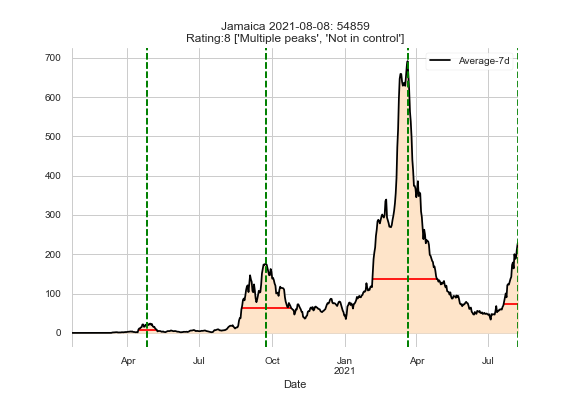 Jamaica 2021-08-08: 54859
Rating:8 ['Multiple peaks', 'Not in control']
Average-7d
700
600
500
400
300
200
100
0
Apr Jul Oct Jan Apr Jul
2021
Date